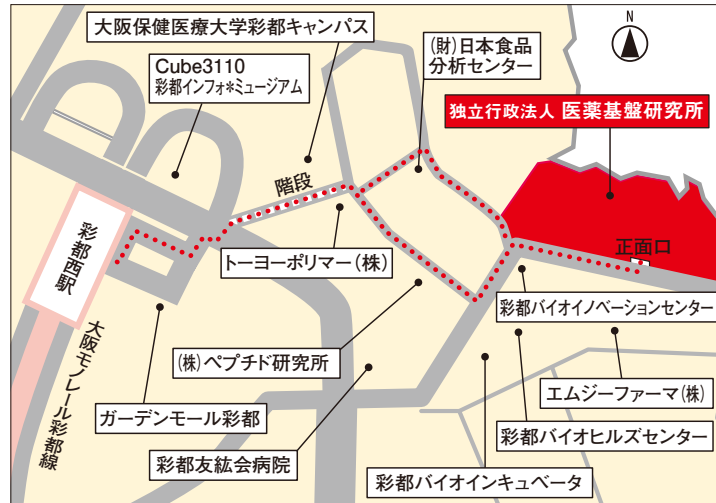 大阪保健医療大学彩都キャンパス
Cube3110
彩都インフォ*ミュージアム
(財)日本食品
分析センター
N
独立行政法人 医薬基盤研究所
階段
彩都西駅
トーヨーポリマー(株)
正面口
彩都バイオイノベーションセンター
大阪モノレール彩都線
(株)ペプチド研究所
エムジーファーマ(株)
ガーデンモール彩都
彩都バイオヒルズセンター
彩都友紘会病院
彩都バイオインキュベータ